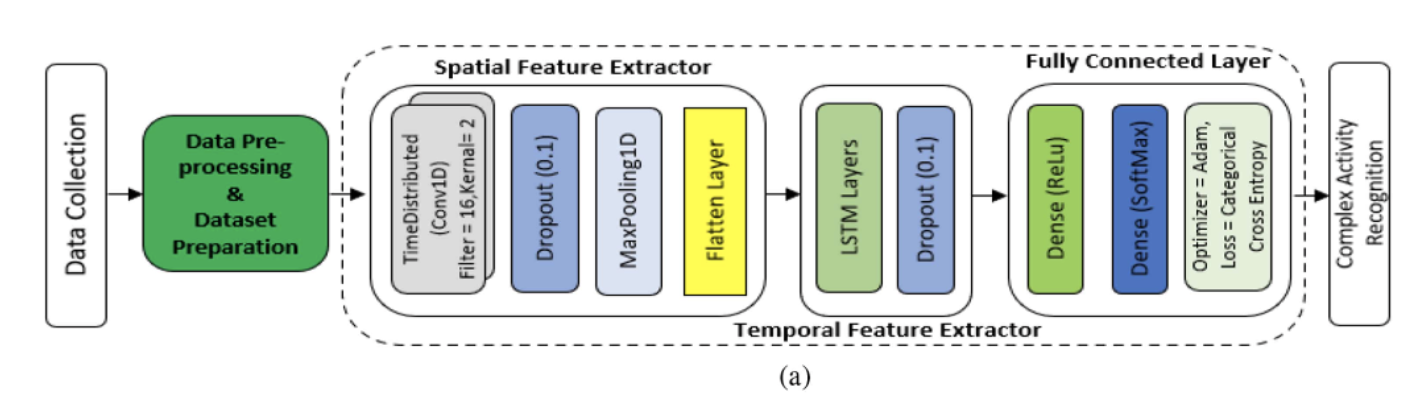 Spatial Feature Extractor
Fully Connected Layer
Data Collection
Data Pre-
processing
&
Dataset
Preparation
TimeDistributed
(Conv1D)
Filter = 16,Kernal= 2
Dropout (0.1)
MaxPooling1D
Flatten Layer
LSTM Layers
Dropout (0.1)
Dense (ReLu)
Dense (SoftMax)
Optimizer = Adam,
Loss = Categorical
Cross Entropy
Complex Activity
Recognition
Temporal Feature Extractor
(a)